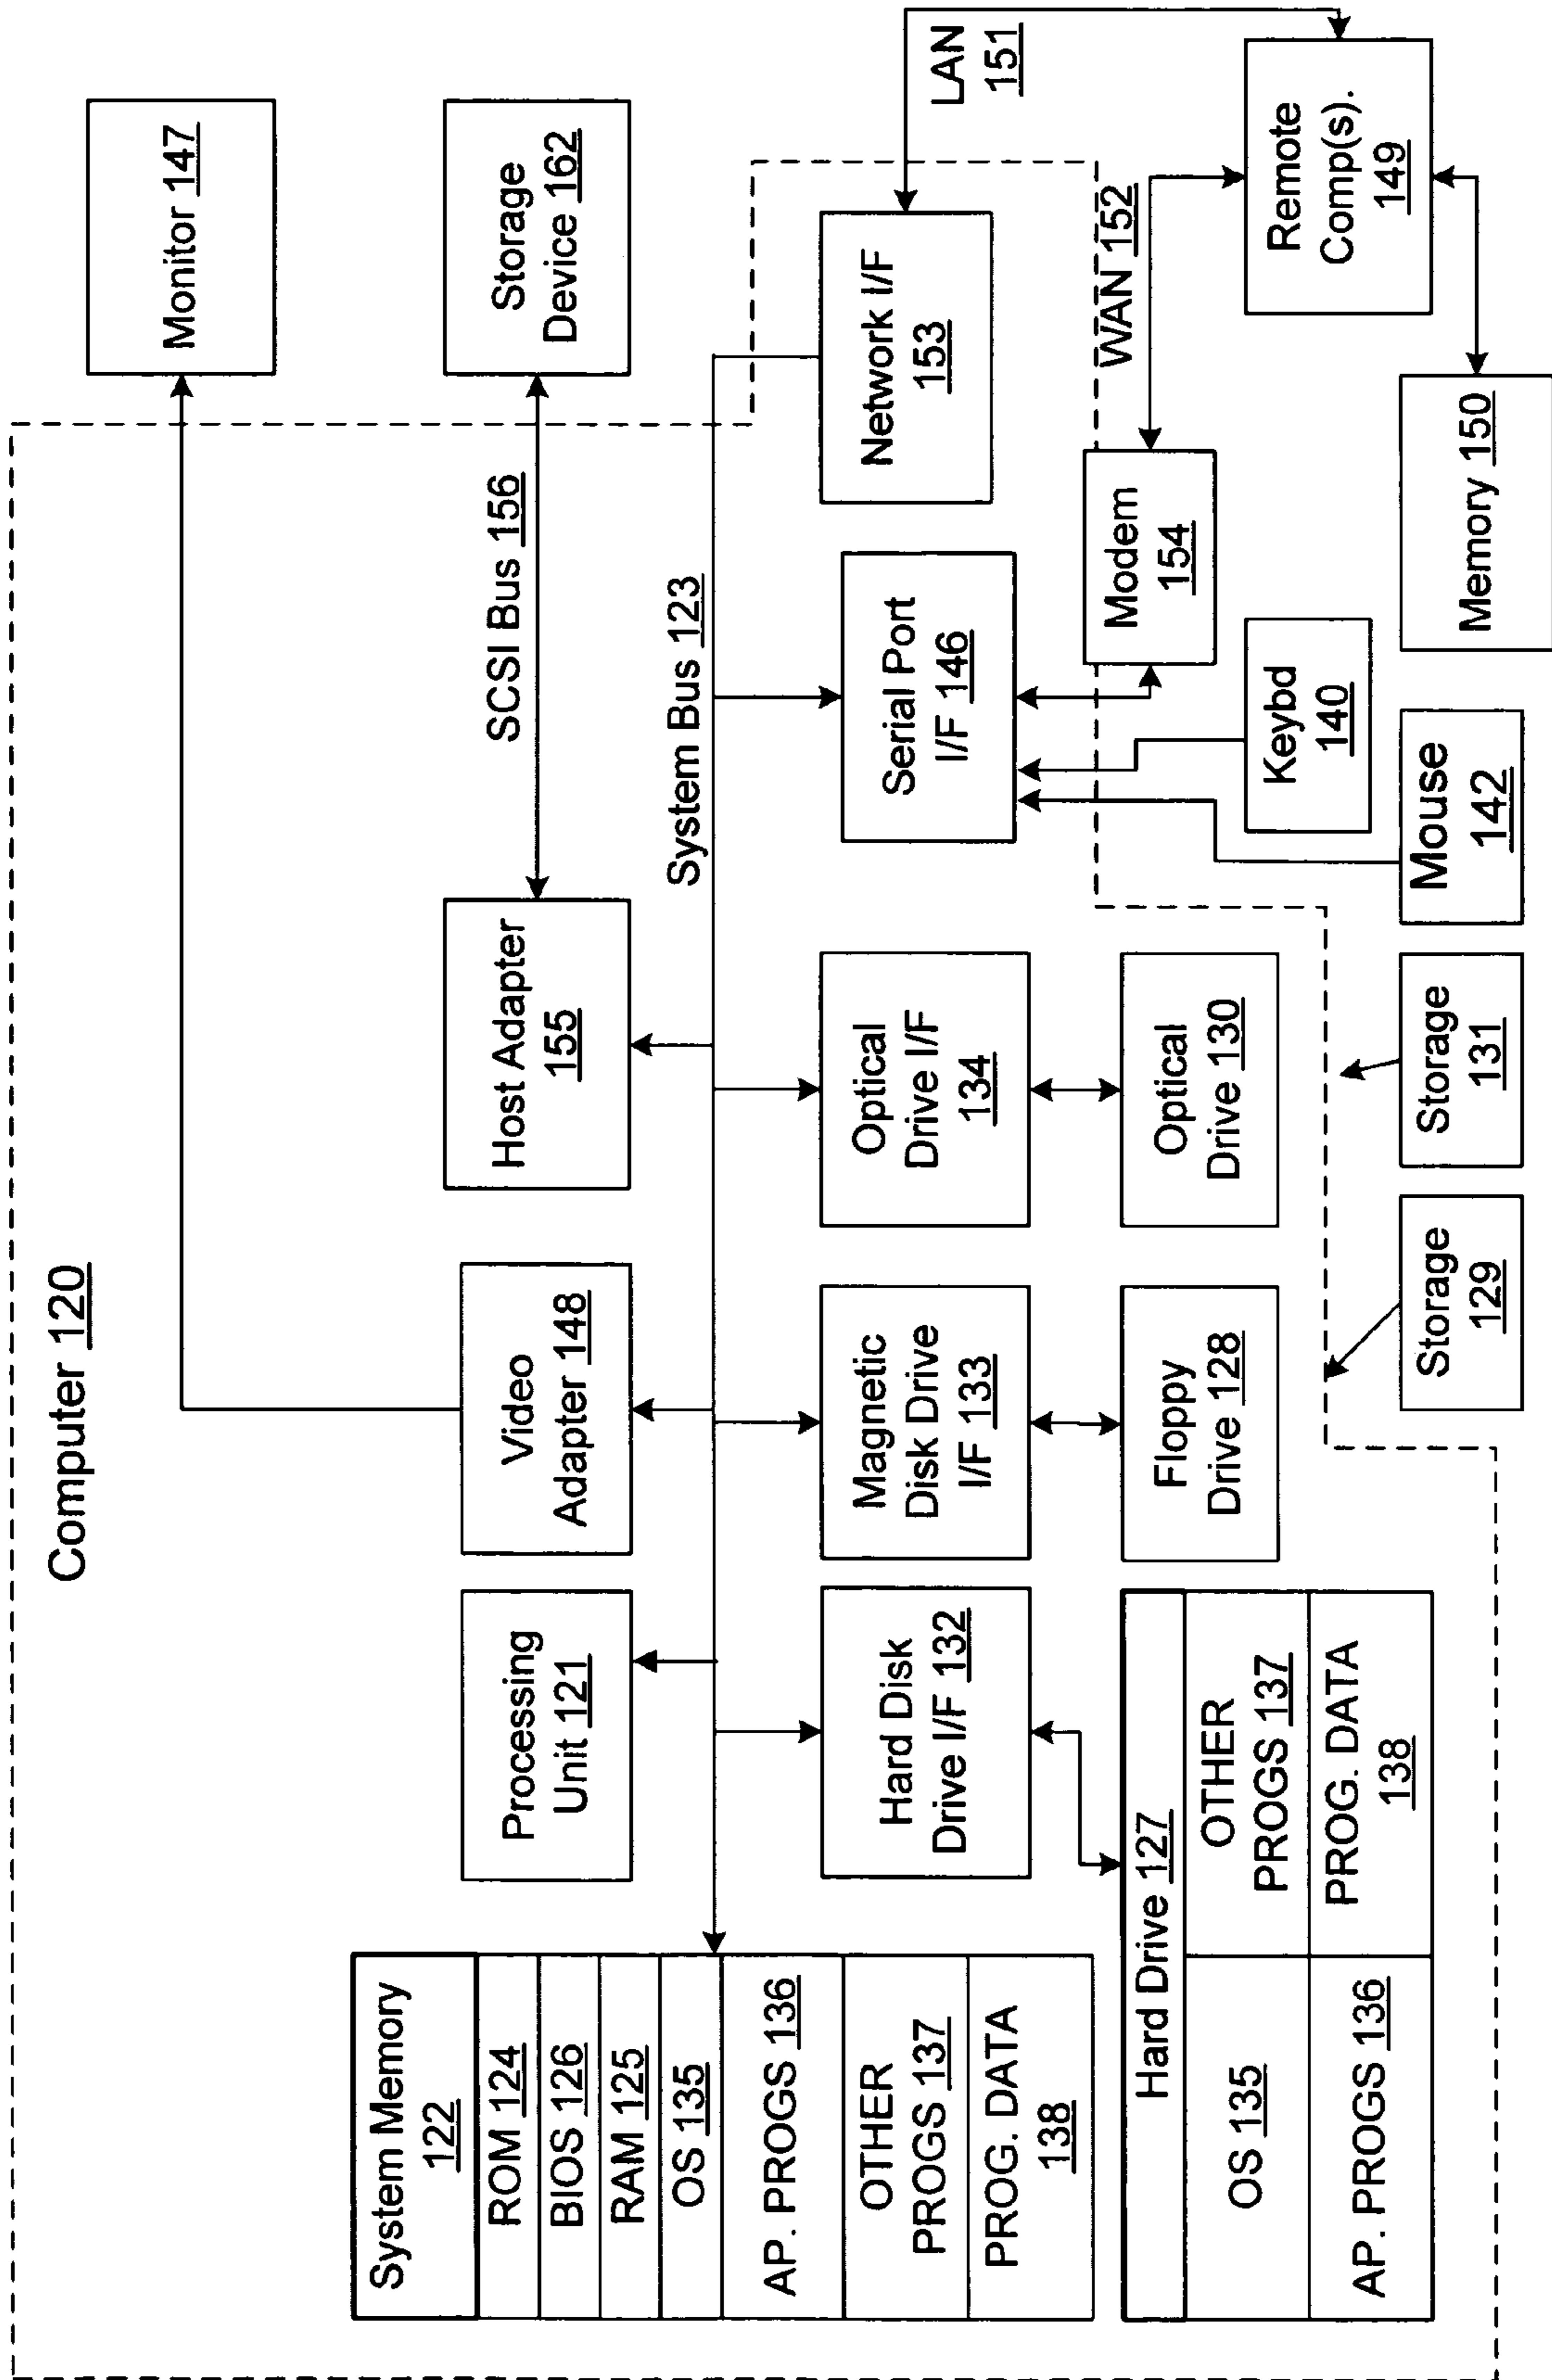 Computer 120
Monitor 147
System Memory
122
ROM 124
BIOS 126
RAM 125
OS 135
AP. PROGS 136
OTHER
PROGS 137
PROG. DATA
138
Processing
Unit 121
Video
Adapter 148
Host Adapter
155
SCSI Bus 156
Storage
Device 162
System Bus 123
Hard Disk
Drive I/F 132
Magnetic
Disk Drive
I/F 133
Optical
Drive I/F
134
Serial Port
I/F 146
Network I/F
153
LAN
151
Hard Drive 127
OS 135
OTHER
PROGS 137
AP. PROGS 136
PROG. DATA
138
Floppy
Drive 128
Optical
Drive 130
Modem
154
WAN 152
Keybd
140
Remote
Comp(s).
149
Storage
129
Storage
131
Mouse
142
Memory 150